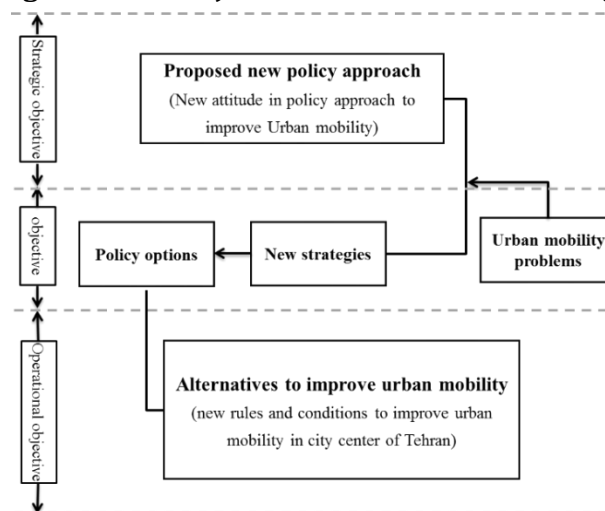 Strategic objective
Proposed new policy approach
(New attitude in policy approach to
improve Urban mobility)
objective
Policy options
New strategies
Urban mobility
problems
Operational objective
Alternatives to improve urban mobility
(new rules and conditions to improve urban
mobility in city center of Tehran)